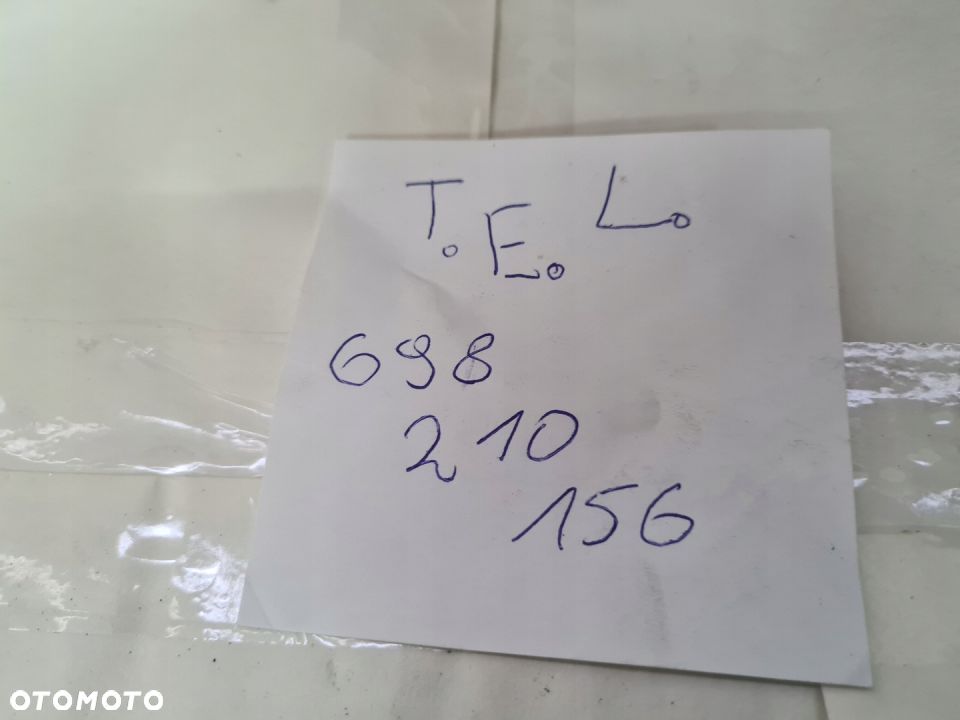 T. E. L.
698
210
156
OTOMOTO